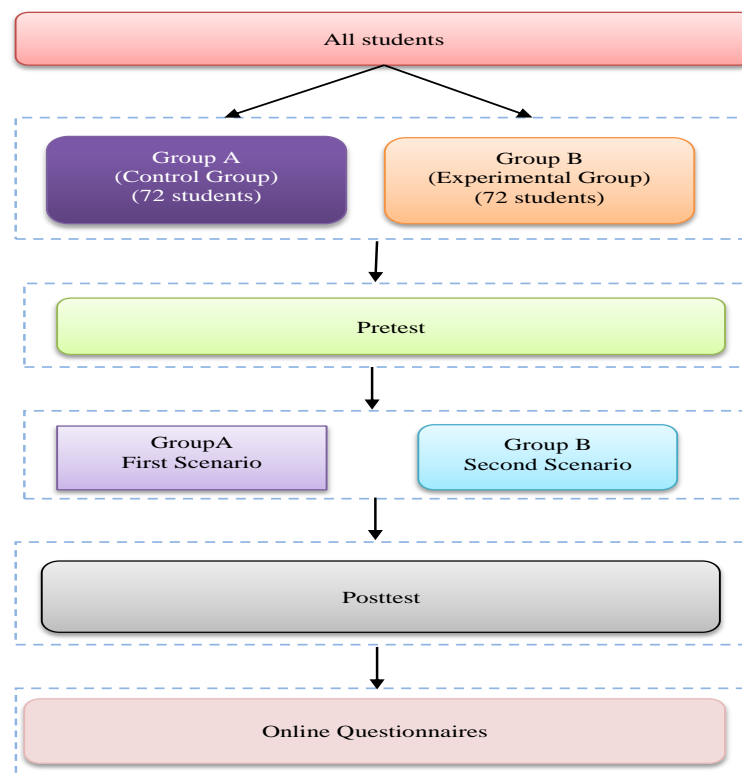 All students
Group A
(Control Group)
(72 students)
Group B
(Experimental Group)
(72 students)
Pretest
GroupA
First Scenario
Group B
Second Scenario
Posttest
Online Questionnaires